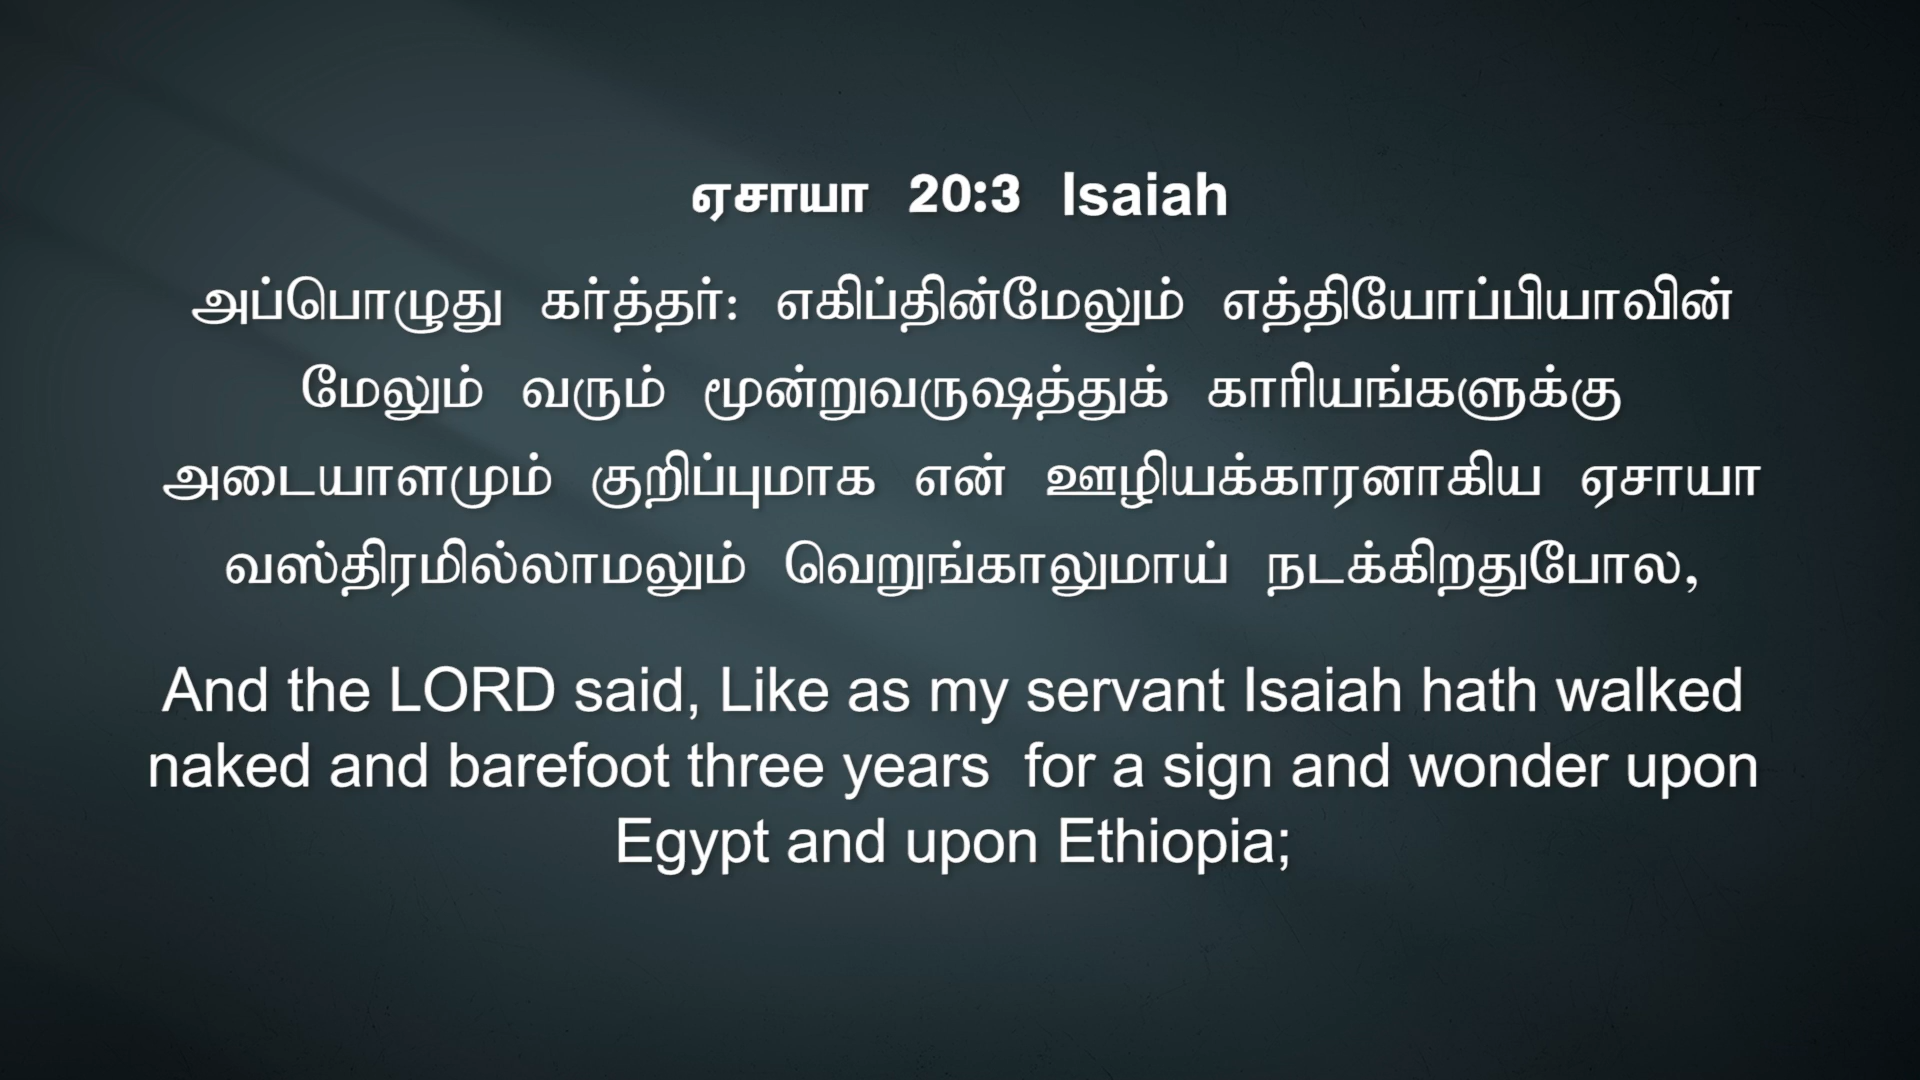 ஏசாயா 20:3 Isaiah
அப்பொழுது கர்த்தர்: எகிப்தின்மேலும் எத்தியோப்பியாவின்
மேலும் வரும் மூன்றுவருஷத்துக் காரியங்களுக்கு
அடையாளமும் குறிப்புமாக என் ஊழியக்காரனாகிய ஏசாயா
வஸ்திரமில்லாமலும் வெறுங்காலுமாய் நடக்கிறதுபோல,
And the LORD said, Like as my servant Isaiah hath walked
naked and barefoot three years  for a sign and wonder upon
Egypt and upon Ethiopia;